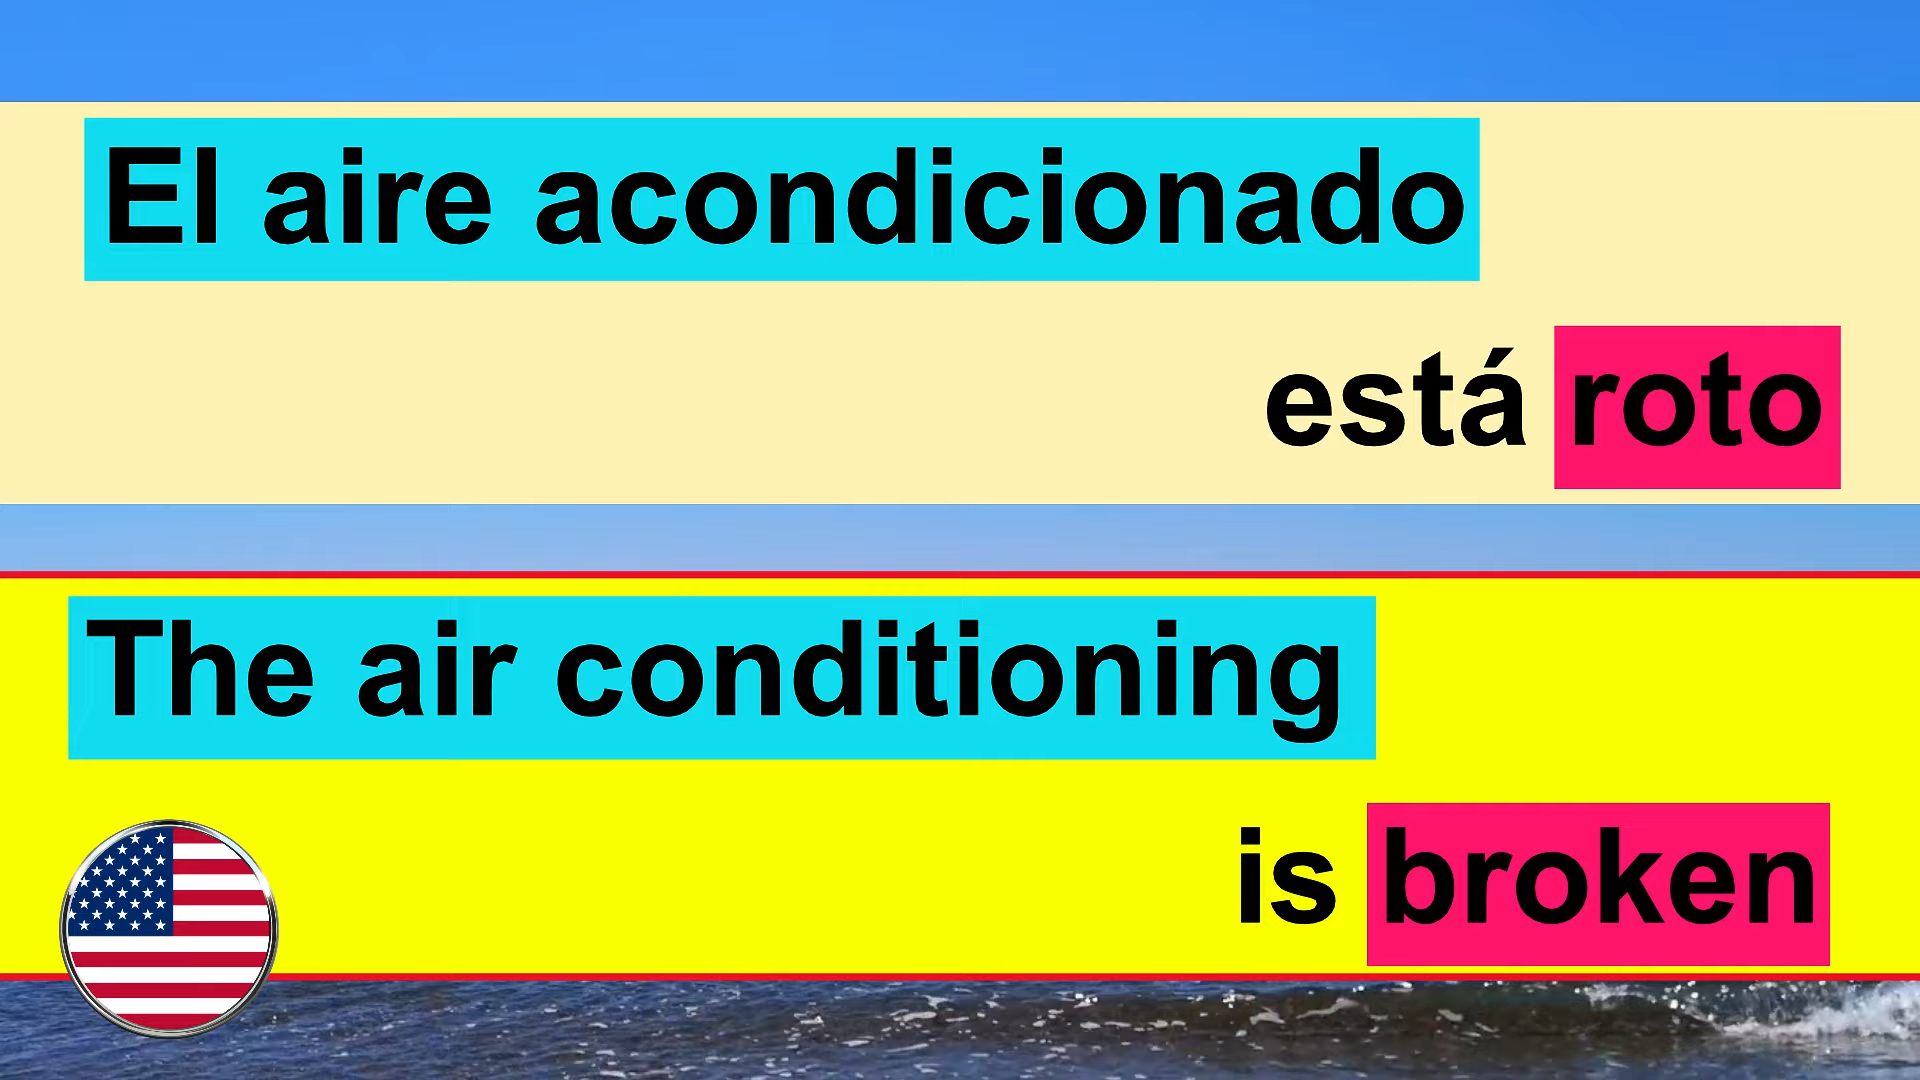 El aire acondicionado
está roto
The air conditioning
is broken